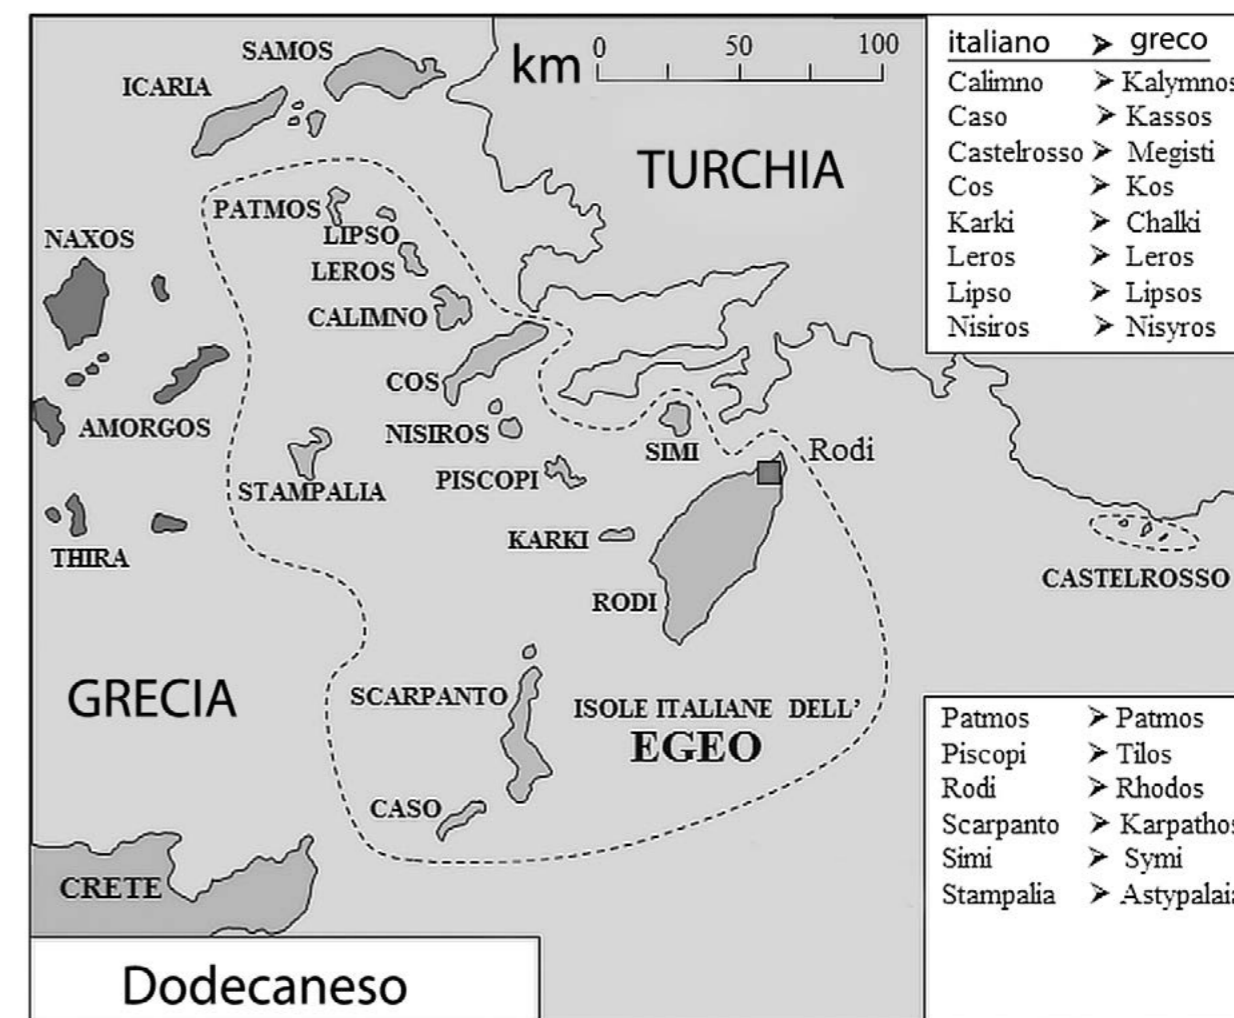 SAMOS
ICARIA
km 0 50 100
TURCHIA
PATMOS
LIPSO
NAXOS
LEROS
CALIMNO
COS
AMORGOS
NISIROS
SIMI
Rodi
PISCOPI
STAMPALIA
KARKI
THIRA
CASTELROSSO
RODI
GRECIA
SCARPANTO
ISOLE ITALIANE DELL'
EGEO
CASO
CRETE
Dodecaneso
italiano ➤ greco
Calimno ➤ Kalymnos
Caso ➤ Kassos
Castelrosso ➤ Megisti
Cos ➤ Kos
Karki ➤ Chalki
Leros ➤ Leros
Lipso ➤ Lipsos
Nisiros ➤ Nisyros
Patmos ➤ Patmos
Piscopi ➤ Tilos
Rodi ➤ Rhodos
Scarpanto ➤ Karpathos
Simi ➤ Symi
Stampalia ➤ Astypalaia